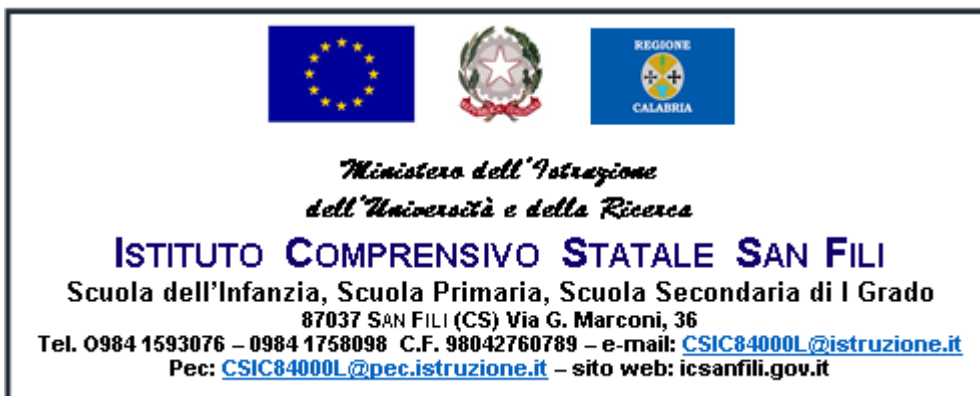 REGIONE
CALABRIA
Ministero dell'Istruzione
dell'Università e della Ricerca
ISTITUTO COMPRENSIVO STATALE SAN FILI
Scuola dell'Infanzia, Scuola Primaria, Scuola Secondaria di I Grado
87037 SAN FILI (CS) Via G. Marconi, 36
Tel. 0984 1593076 – 0984 1758098 C.F. 98042760789 – e-mail: CSIC84000L@istruzione.it
Pec: CSIC84000L@pec.istruzione.it – sito web: icsanfili.gov.it